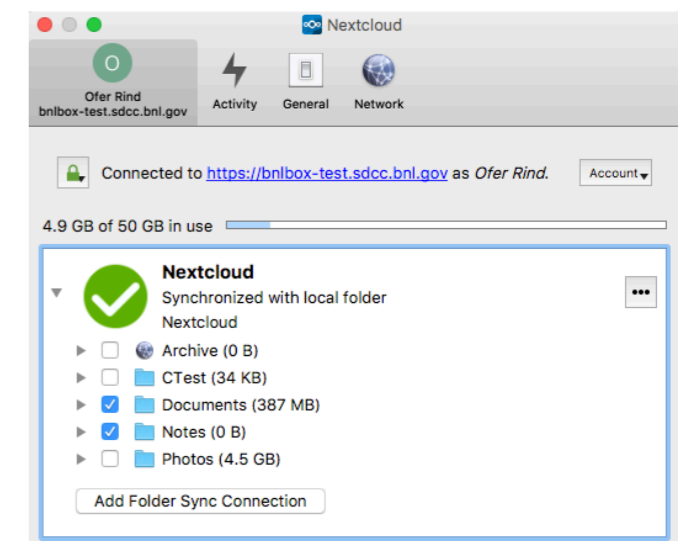 Nextcloud
O
Ofer Rind
bnlbox-test.sdcc.bnl.gov
Activity
General
Network
Connected to https://bnlbox-test.sdcc.bnl.gov as Ofer Rind.
Account
4.9 GB of 50 GB in use
Nextcloud
Synchronized with local folder
Nextcloud
Archive (0 B)
CTest (34 KB)
Documents (387 MB)
Notes (0 B)
Photos (4.5 GB)
Add Folder Sync Connection